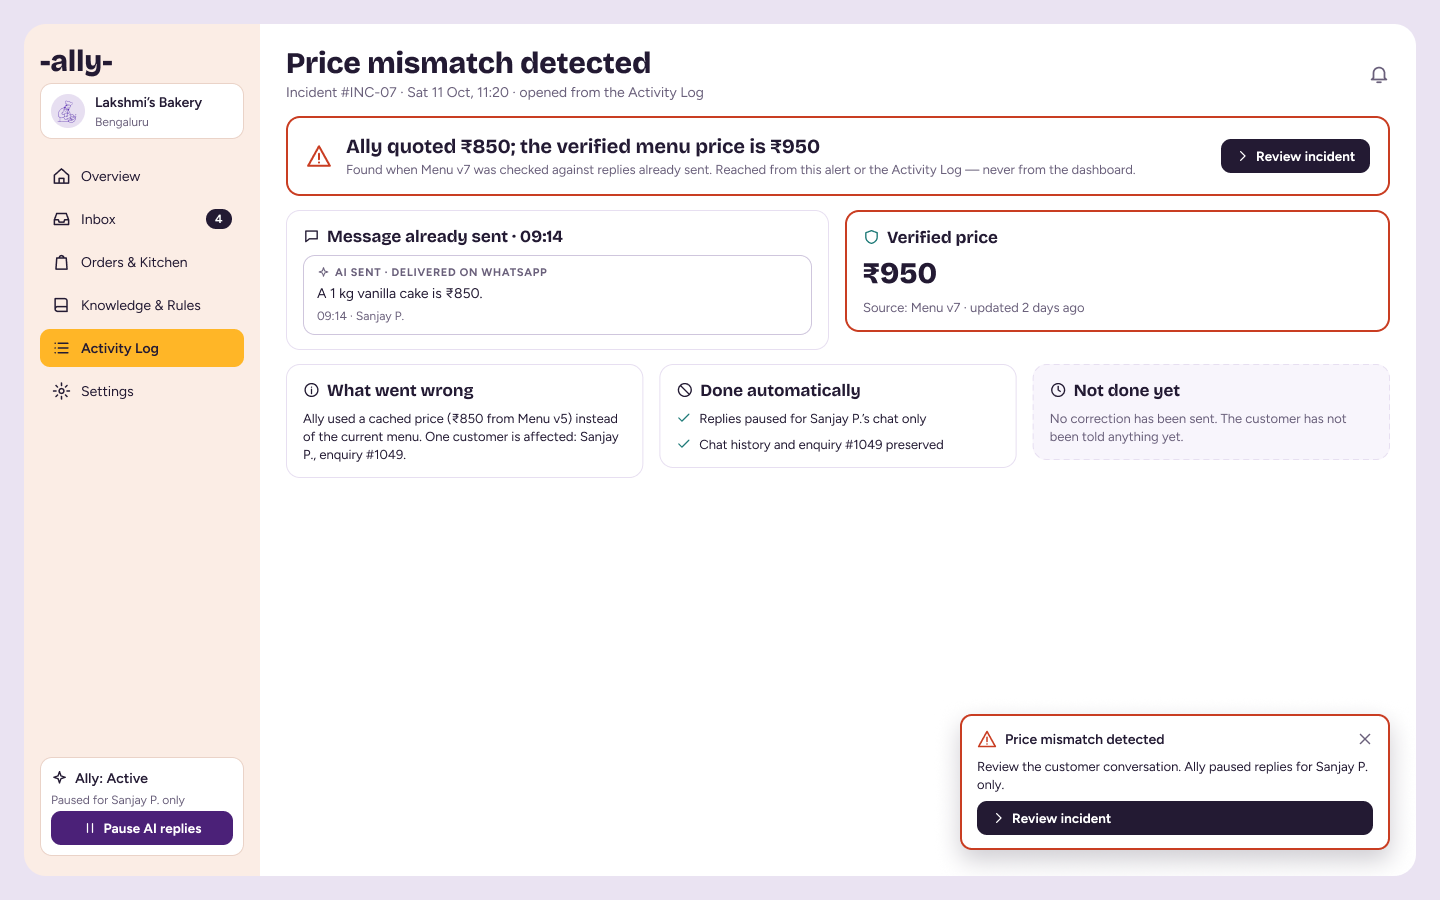 -ally-
Lakshmi’s Bakery
Bengaluru
Overview
Inbox 4
Orders & Kitchen
Knowledge & Rules
Activity Log
Settings
Ally: Active
Paused for Sanjay P. only
Pause AI replies
Price mismatch detected
Incident #INC-07 · Sat 11 Oct, 11:20 · opened from the Activity Log
Ally quoted ₹850; the verified menu price is ₹950
Found when Menu v7 was checked against replies already sent. Reached from this alert or the Activity Log — never from the dashboard.
Review incident
Message already sent · 09:14
AI SENT · DELIVERED ON WHATSAPP
A 1 kg vanilla cake is ₹850.
09:14 · Sanjay P.
Verified price
₹950
Source: Menu v7 · updated 2 days ago
What went wrong
Ally used a cached price (₹850 from Menu v5) instead
of the current menu. One customer is affected: Sanjay
P., enquiry #1049.
Done automatically
Replies paused for Sanjay P.’s chat only
Chat history and enquiry #1049 preserved
Not done yet
No correction has been sent. The customer has not
been told anything yet.
Price mismatch detected
Review the customer conversation. Ally paused replies for Sanjay P.
only.
Review incident